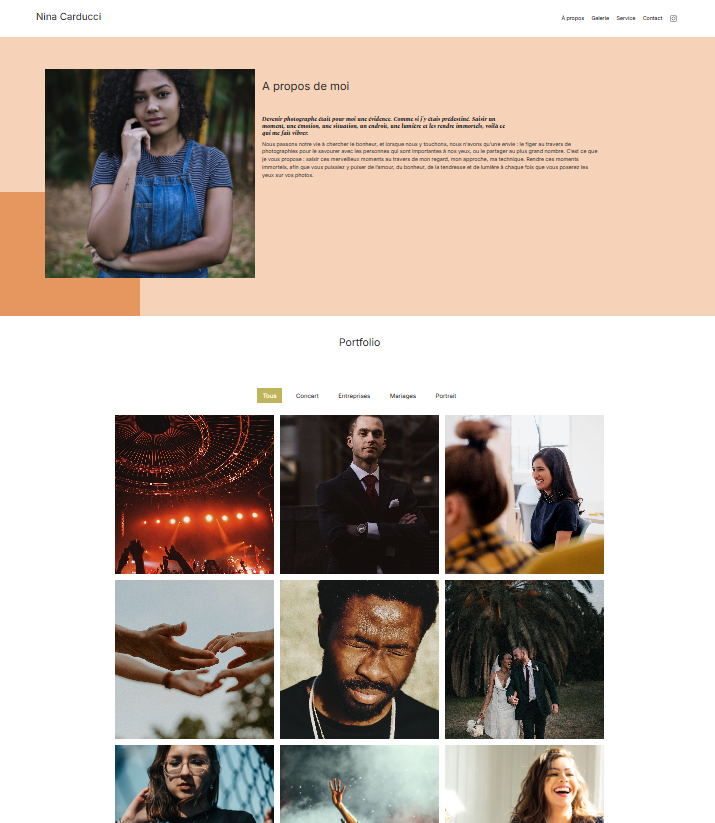 Nina Carducci
A propos
Galerie
Service
Contact
A propos de moi
Devenir photographe était pour moi une évidence. Comme si j'y étais prédestiné. Saisir un
moment, une émotion, une situation, un endroit, une lumière et les rendre immortels, voilà ce
qui me fait vibrer.
Nous passons notre vie à chercher le bonheur, et lorsque nous y touchons, nous n'avons qu'une envie : le figer au travers de
photographies pour le savourer avec les personnes qui sont importantes à nos yeux, ou le partager au plus grand nombre. C'est ce que
je vous propose : saisir ces merveilleux moments au travers de mon regard, mon approche, ma technique. Rendre ces moments
immortels, afin que vous puissiez y puiser de l'amour, du bonheur, de la tendresse et de lumière à chaque fois que vous poserez les
yeux sur vos photos.
Portfolio
Tous
Concert
Entreprises
Mariages
Portrait